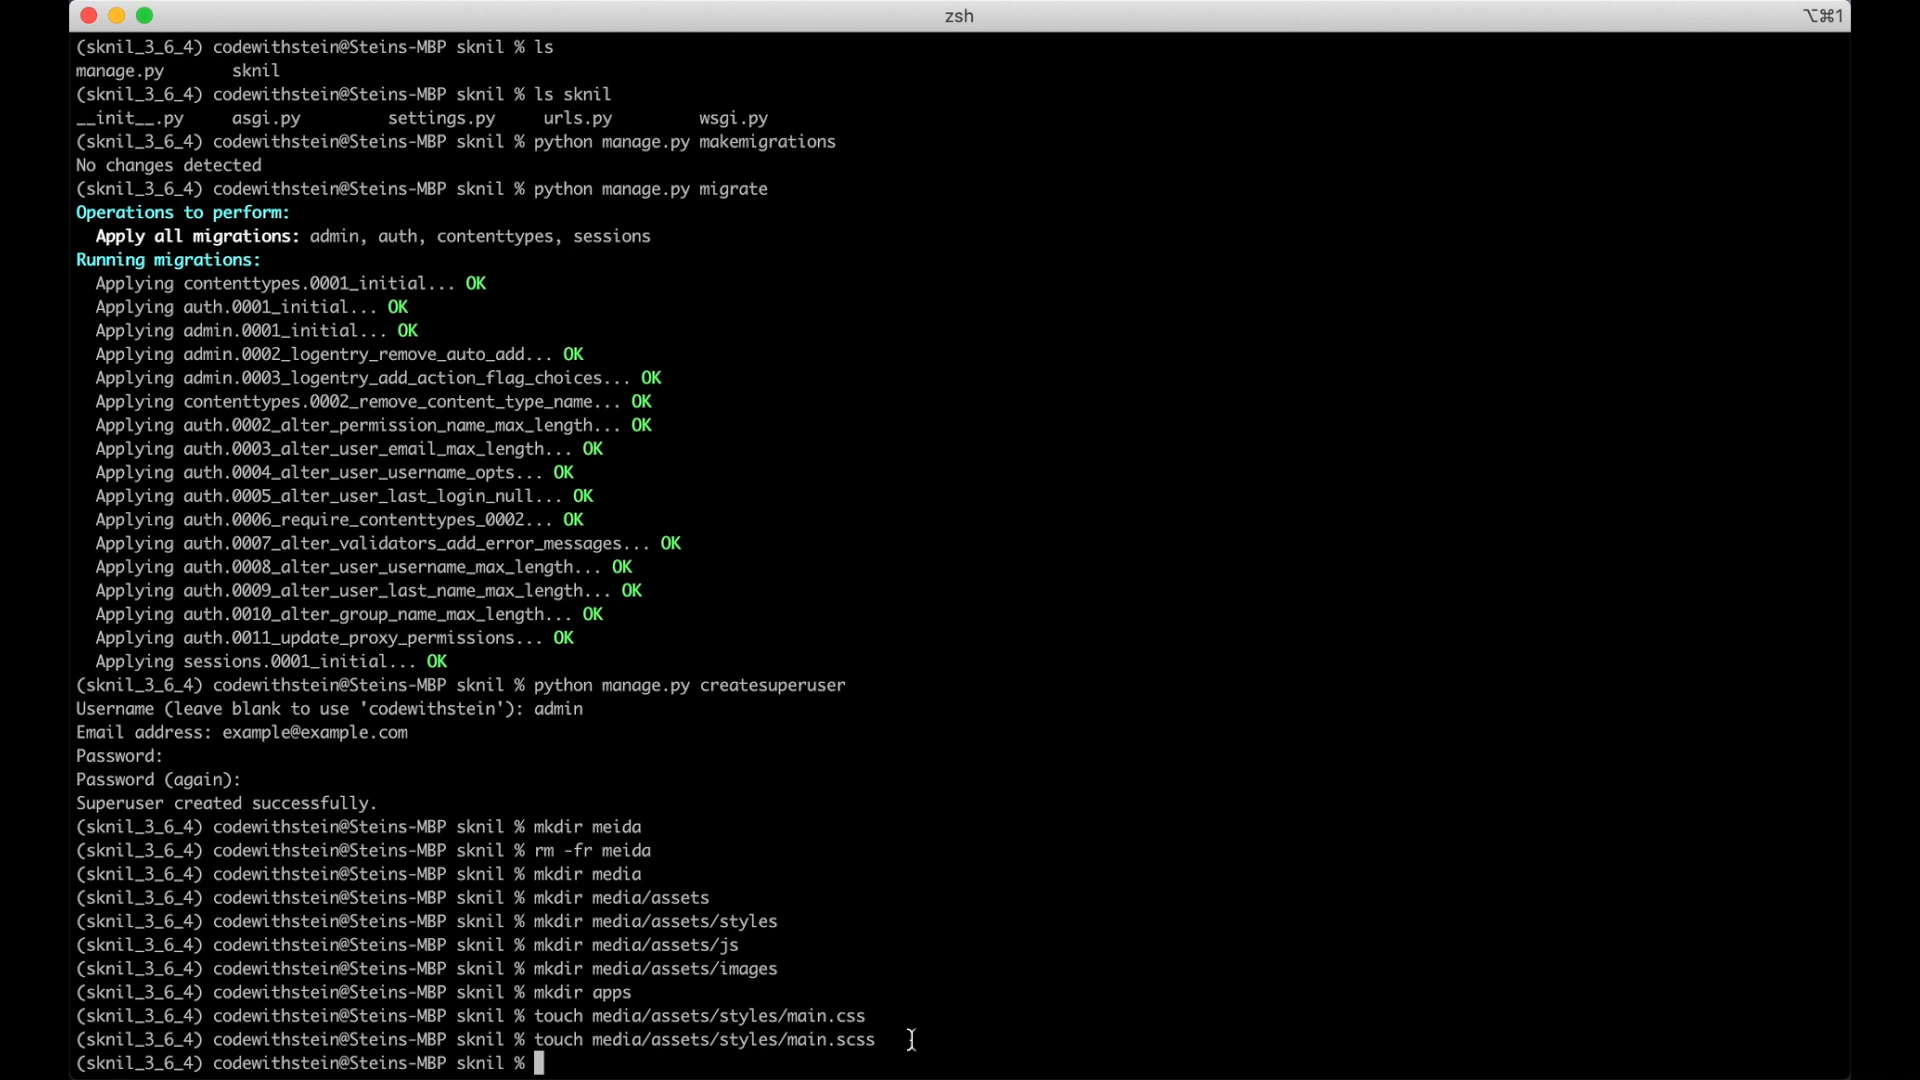 zsh
⌥⌘1
(sknil_3_6_4) codewithstein@Steins-MBP sknil % ls
manage.py       sknil
(sknil_3_6_4) codewithstein@Steins-MBP sknil % ls sknil
__init__.py     asgi.py         settings.py     urls.py         wsgi.py
(sknil_3_6_4) codewithstein@Steins-MBP sknil % python manage.py makemigrations
No changes detected
(sknil_3_6_4) codewithstein@Steins-MBP sknil % python manage.py migrate
Operations to perform:
  Apply all migrations: admin, auth, contenttypes, sessions
Running migrations:
  Applying contenttypes.0001_initial... OK
  Applying auth.0001_initial... OK
  Applying admin.0001_initial... OK
  Applying admin.0002_logentry_remove_auto_add... OK
  Applying admin.0003_logentry_add_action_flag_choices... OK
  Applying contenttypes.0002_remove_content_type_name... OK
  Applying auth.0002_alter_permission_name_max_length... OK
  Applying auth.0003_alter_user_email_max_length... OK
  Applying auth.0004_alter_user_username_opts... OK
  Applying auth.0005_alter_user_last_login_null... OK
  Applying auth.0006_require_contenttypes_0002... OK
  Applying auth.0007_alter_validators_add_error_messages... OK
  Applying auth.0008_alter_user_username_max_length... OK
  Applying auth.0009_alter_user_last_name_max_length... OK
  Applying auth.0010_alter_group_name_max_length... OK
  Applying auth.0011_update_proxy_permissions... OK
  Applying sessions.0001_initial... OK
(sknil_3_6_4) codewithstein@Steins-MBP sknil % python manage.py createsuperuser
Username (leave blank to use 'codewithstein'): admin
Email address: example@example.com
Password:
Password (again):
Superuser created successfully.
(sknil_3_6_4) codewithstein@Steins-MBP sknil % mkdir meida
(sknil_3_6_4) codewithstein@Steins-MBP sknil % rm -fr meida
(sknil_3_6_4) codewithstein@Steins-MBP sknil % mkdir media
(sknil_3_6_4) codewithstein@Steins-MBP sknil % mkdir media/assets
(sknil_3_6_4) codewithstein@Steins-MBP sknil % mkdir media/assets/styles
(sknil_3_6_4) codewithstein@Steins-MBP sknil % mkdir media/assets/js
(sknil_3_6_4) codewithstein@Steins-MBP sknil % mkdir media/assets/images
(sknil_3_6_4) codewithstein@Steins-MBP sknil % mkdir apps
(sknil_3_6_4) codewithstein@Steins-MBP sknil % touch media/assets/styles/main.css
(sknil_3_6_4) codewithstein@Steins-MBP sknil % touch media/assets/styles/main.scss
(sknil_3_6_4) codewithstein@Steins-MBP sknil %